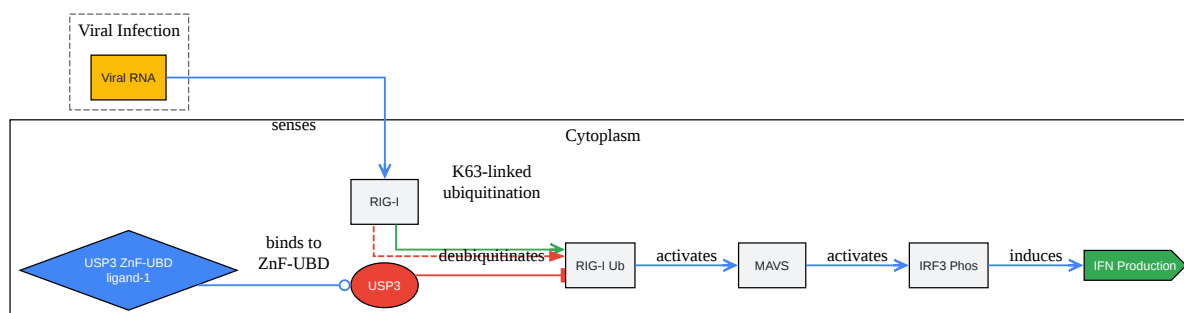 Viral Infection
Viral RNA
senses
Cytoplasm
K63-linked
ubiquitination
RIG-I
binds to
ZnF-UBD
deubiquitinates
USP3 ZnF-UBD
ligand-1
USP3
RIG-I Ub
activates
MAVS
activates
IRF3 Phos
induces
IFN Production